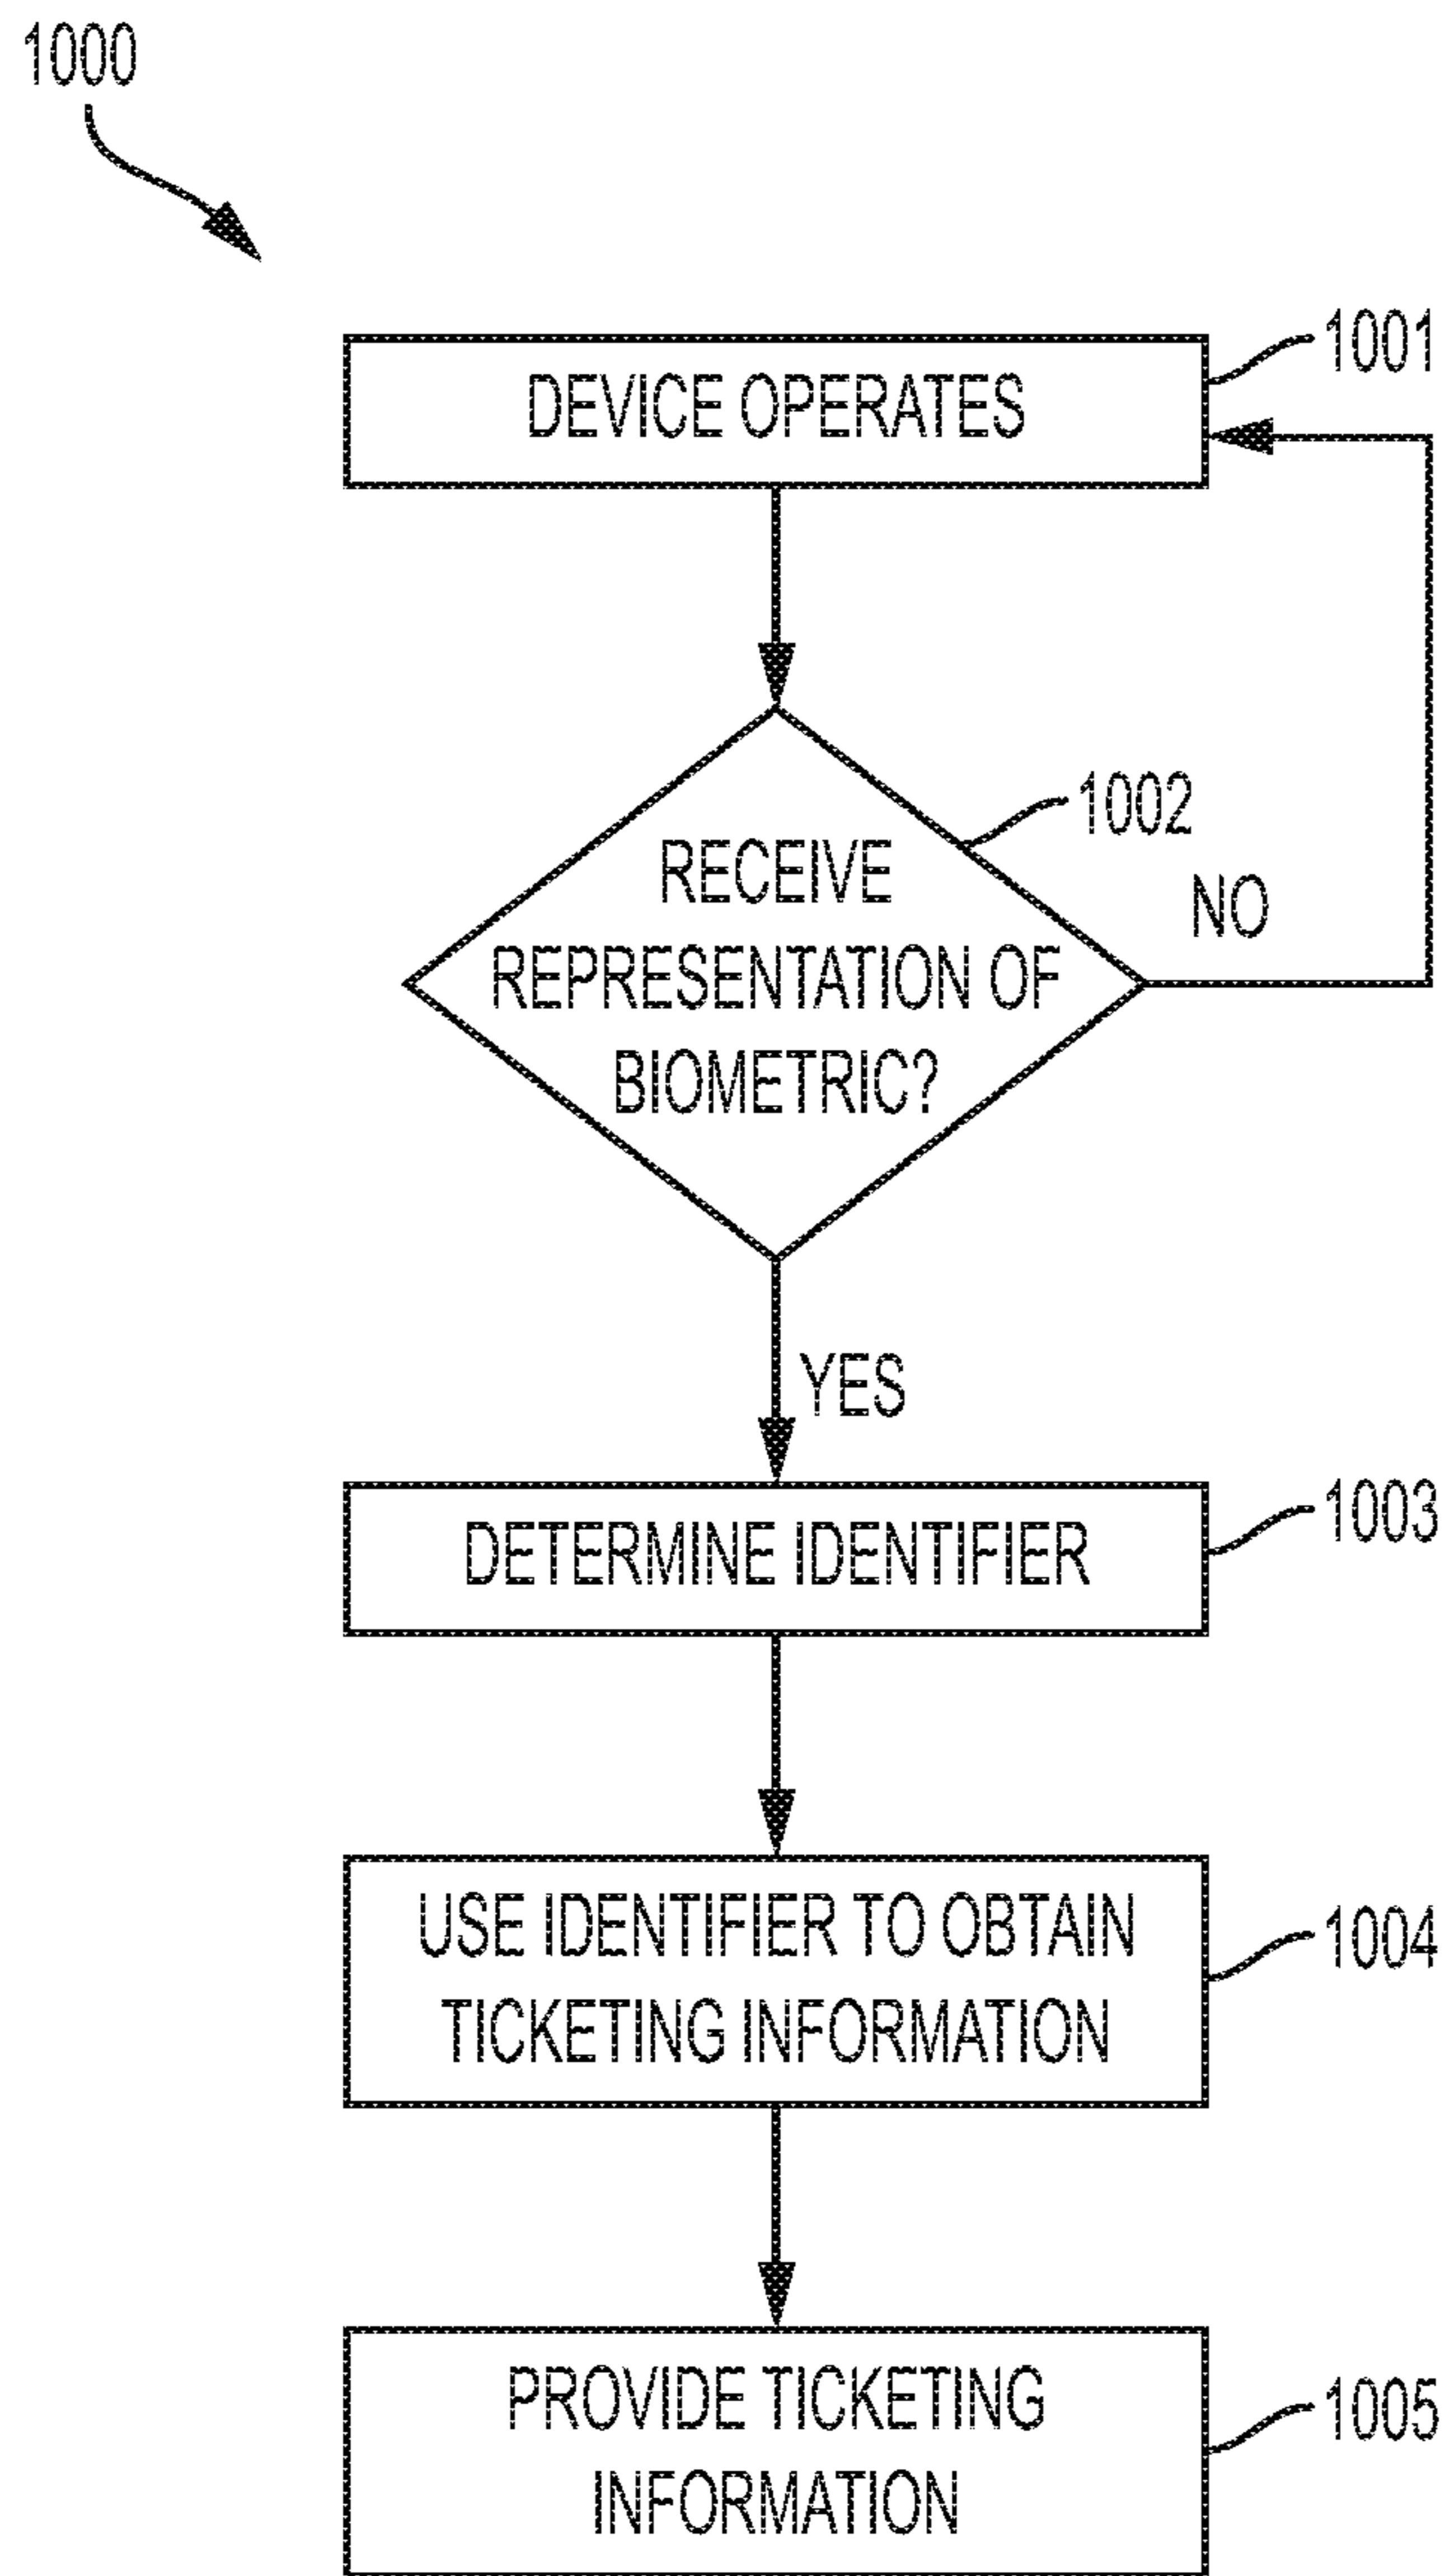 1000
DEVICE OPERATES
1001
1002
RECEIVE
REPRESENTATION OF
BIOMETRIC?
NO
YES
DETERMINE IDENTIFIER
1003
USE IDENTIFIER TO OBTAIN
TICKETING INFORMATION
1004
PROVIDE TICKETING
INFORMATION
1005